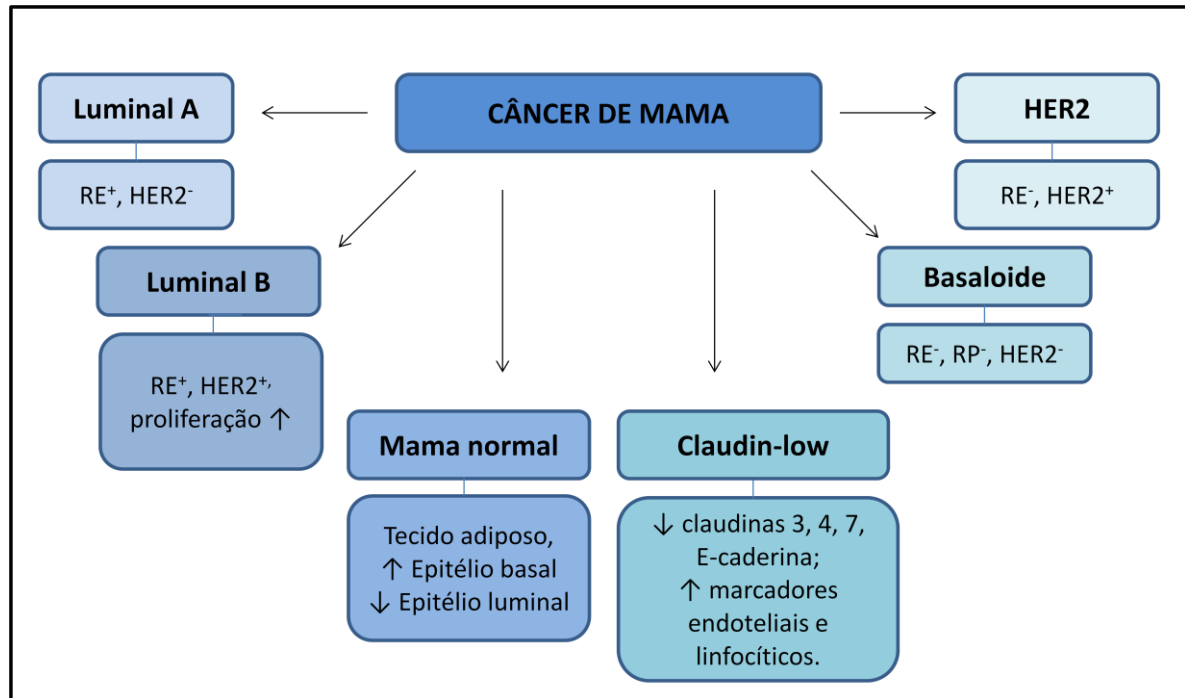 CÂNCER DE MAMA
Luminal A
RE⁺, HER2⁻
Luminal B
RE⁺, HER2⁺,
proliferação ↑
Mama normal
Tecido adiposo,
↑ Epitélio basal
↓ Epitélio luminal
Claudin-low
↓ claudinas 3, 4, 7,
E-caderina;
↑ marcadores
endoteliais e
linfocíticos.
Basaloide
RE⁻, RP⁻, HER2⁻
HER2
RE⁻, HER2⁺